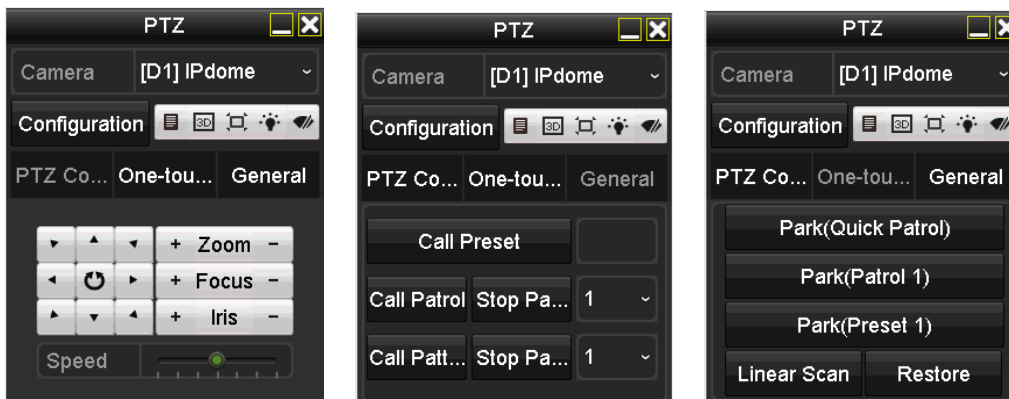 PTZ
Camera [D1] IPdome
Configuration 3D
PTZ Co... One-tou... General
+ Zoom -
+ Focus -
+ Iris -
Speed
PTZ
Camera [D1] IPdome
Configuration 3D
PTZ Co... One-tou... General
Call Preset
Call Patrol Stop Pa... 1
Call Patt... Stop Pa... 1
PTZ
Camera [D1] IPdome
Configuration 3D
PTZ Co... One-tou... General
Park(Quick Patrol)
Park(Patrol 1)
Park(Preset 1)
Linear Scan Restore